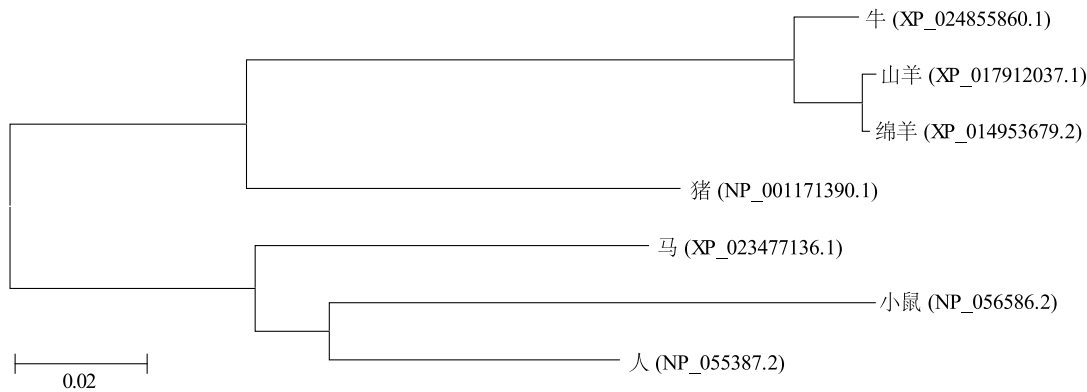 牛 (XP_024855860.1)
山羊 (XP_017912037.1)
绵羊 (XP_014953679.2)
猪 (NP_001171390.1)
马 (XP_023477136.1)
小鼠 (NP_056586.2)
人 (NP_055387.2)
0.02